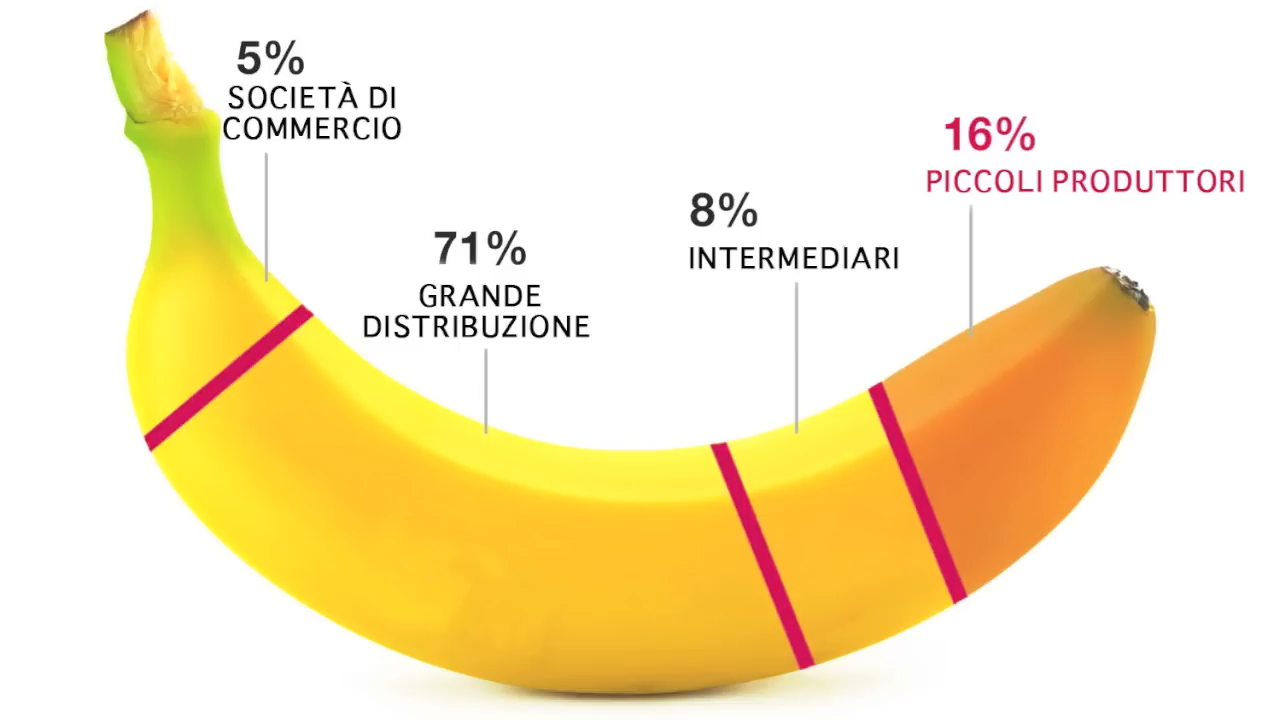 5%
SOCIETÀ DI
COMMERCIO
71%
GRANDE
DISTRIBUZIONE
8%
INTERMEDIARI
16%
PICCOLI PRODUTTORI